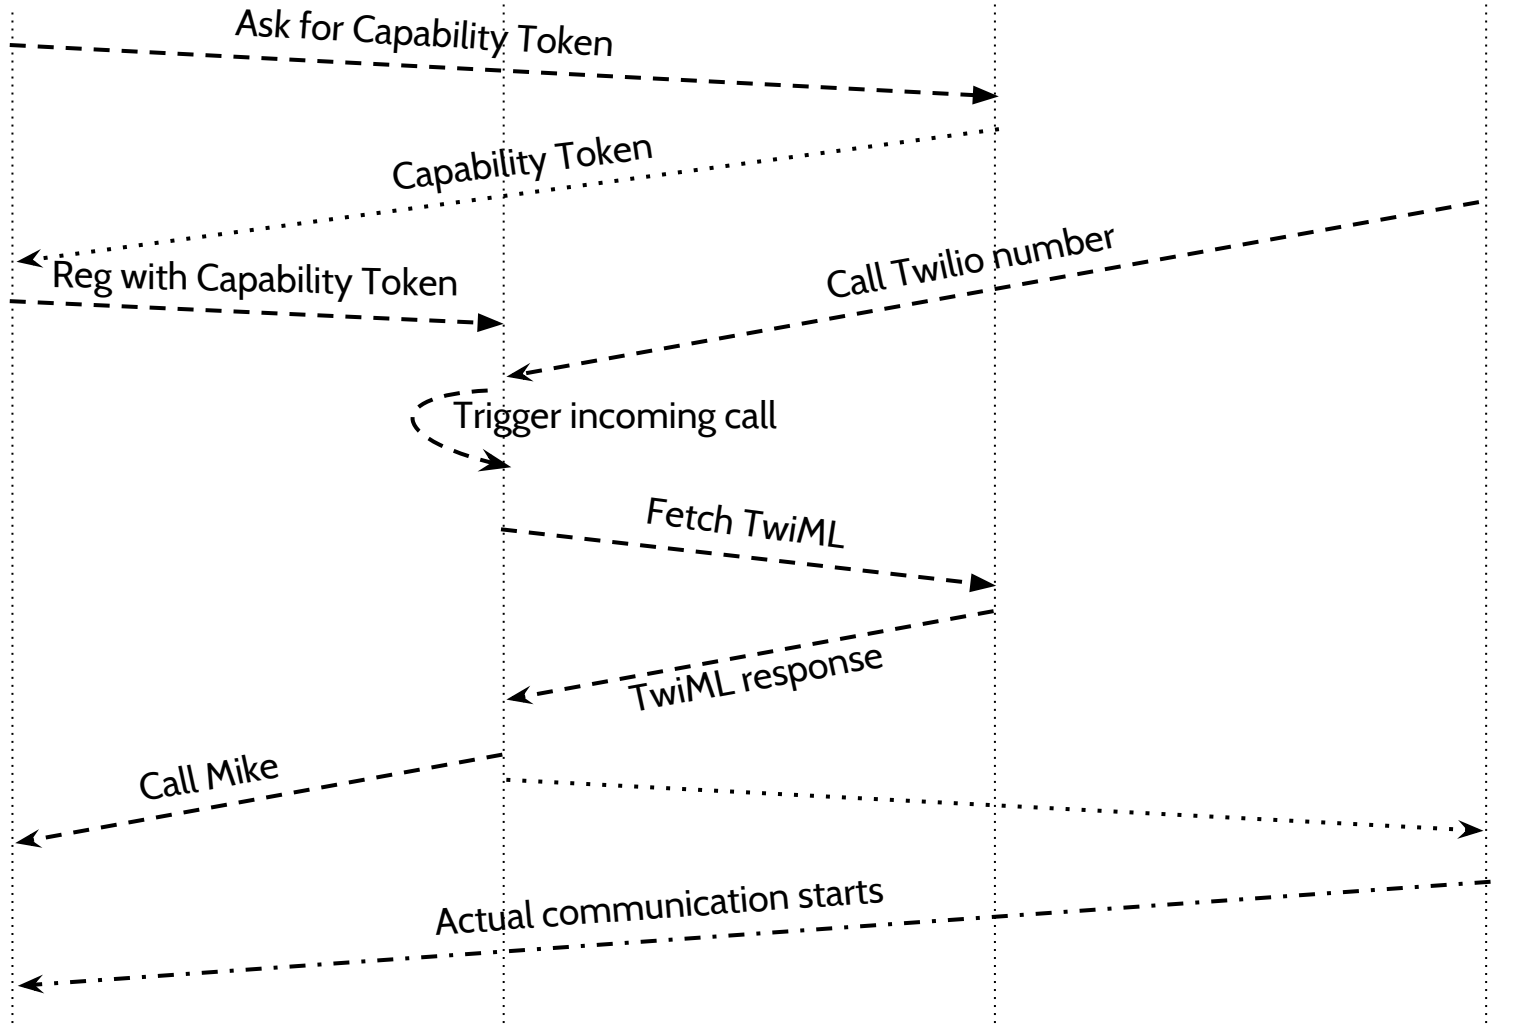 Ask for Capability Token
Capability Token
Call Twilio number
Reg with Capability Token
Trigger incoming call
Fetch TwiML
TwiML response
Call Mike
Actual communication starts